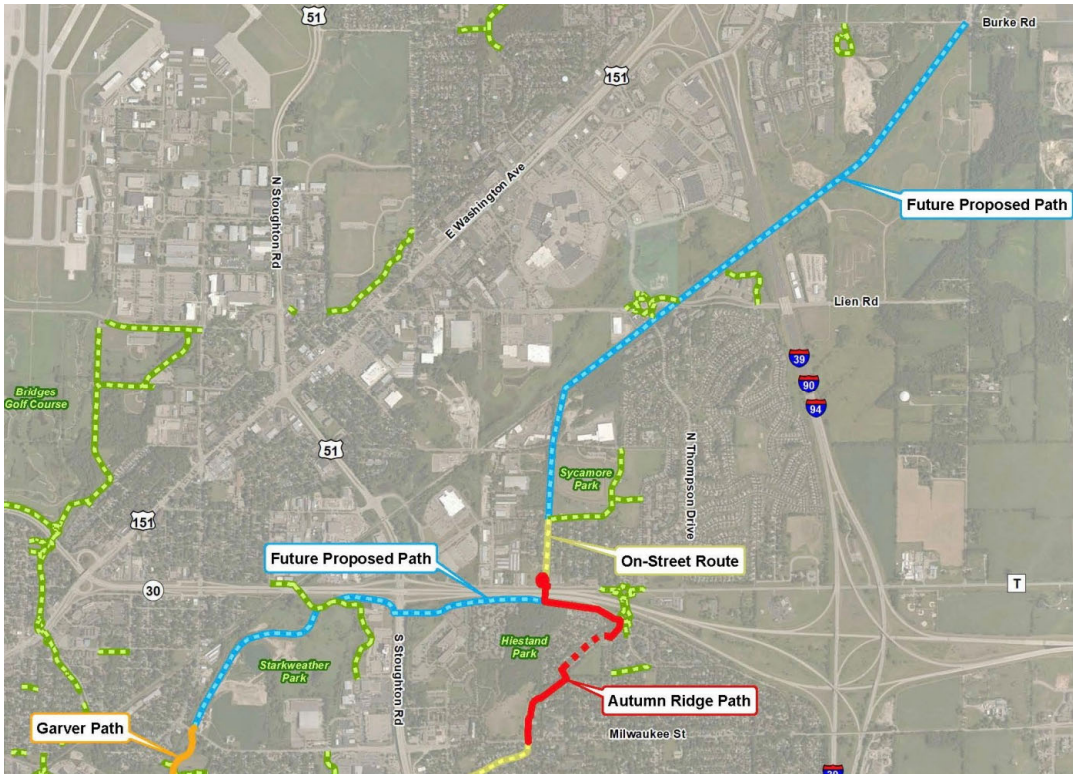 51
Burke Rd
151
N Stoughton Rd
E Washington Ave
Future Proposed Path
Lien Rd
39
90
94
Bridges
Golf Course
51
N Thompson Drive
Sycamore
Park
151
Future Proposed Path
On-Street Route
30
T
Hiestand
Park
Starkweather
Park
S Stoughton Rd
Autumn Ridge Path
Garver Path
Milwaukee St
39